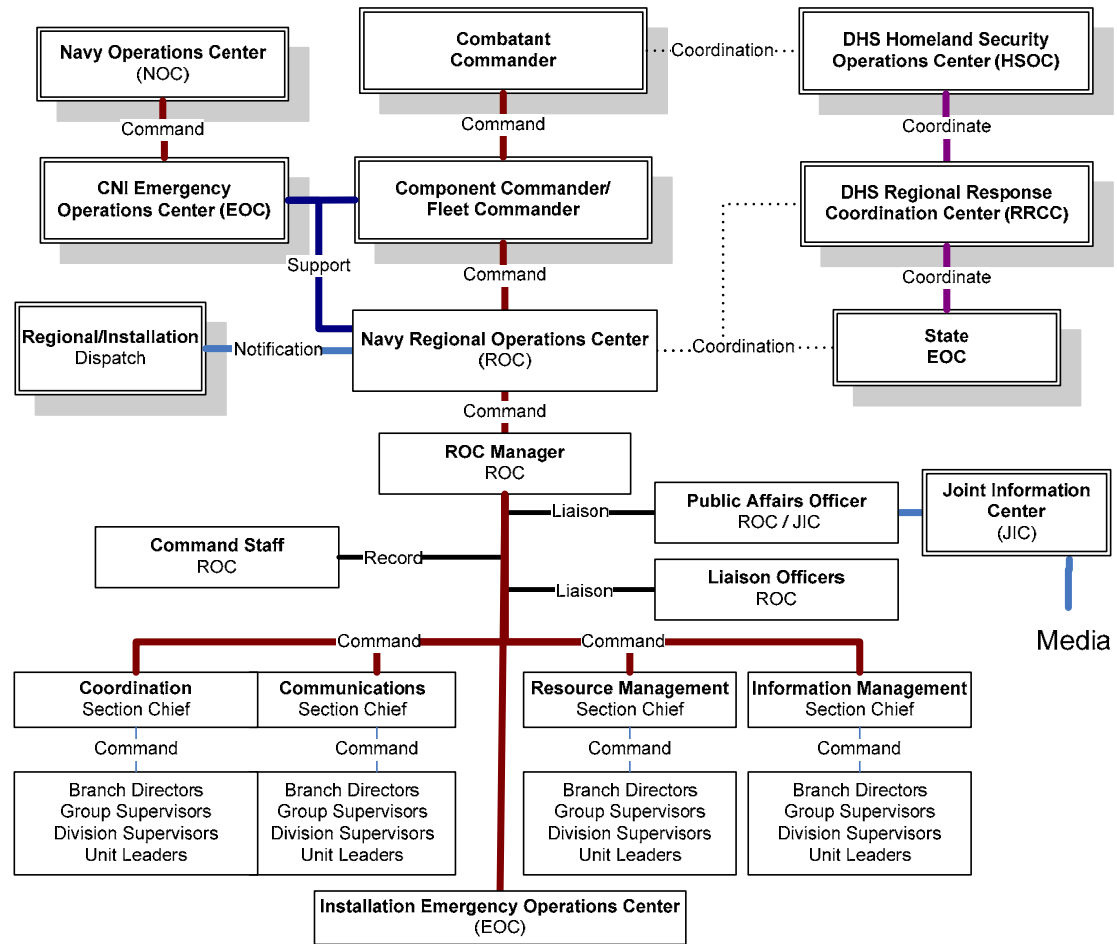 Navy Operations Center
(NOC)
Combatant
Commander
Coordination
DHS Homeland Security
Operations Center (HSOC)
Command
Command
Coordinate
CNI Emergency
Operations Center (EOC)
Component Commander/
Fleet Commander
DHS Regional Response
Coordination Center (RRCC)
Support
Command
Coordinate
Regional/Installation
Dispatch
Notification
Navy Regional Operations Center
(ROC)
Coordination
State
EOC
Command
ROC Manager
ROC
Liaison
Public Affairs Officer
ROC / JIC
Joint Information
Center
(JIC)
Command Staff
ROC
Record
Liaison
Liaison Officers
ROC
Media
Command
Command
Coordination
Section Chief
Communications
Section Chief
Resource Management
Section Chief
Information Management
Section Chief
Command
Command
Command
Command
Branch Directors
Group Supervisors
Division Supervisors
Unit Leaders
Branch Directors
Group Supervisors
Division Supervisors
Unit Leaders
Branch Directors
Group Supervisors
Division Supervisors
Unit Leaders
Branch Directors
Group Supervisors
Division Supervisors
Unit Leaders
Installation Emergency Operations Center
(EOC)